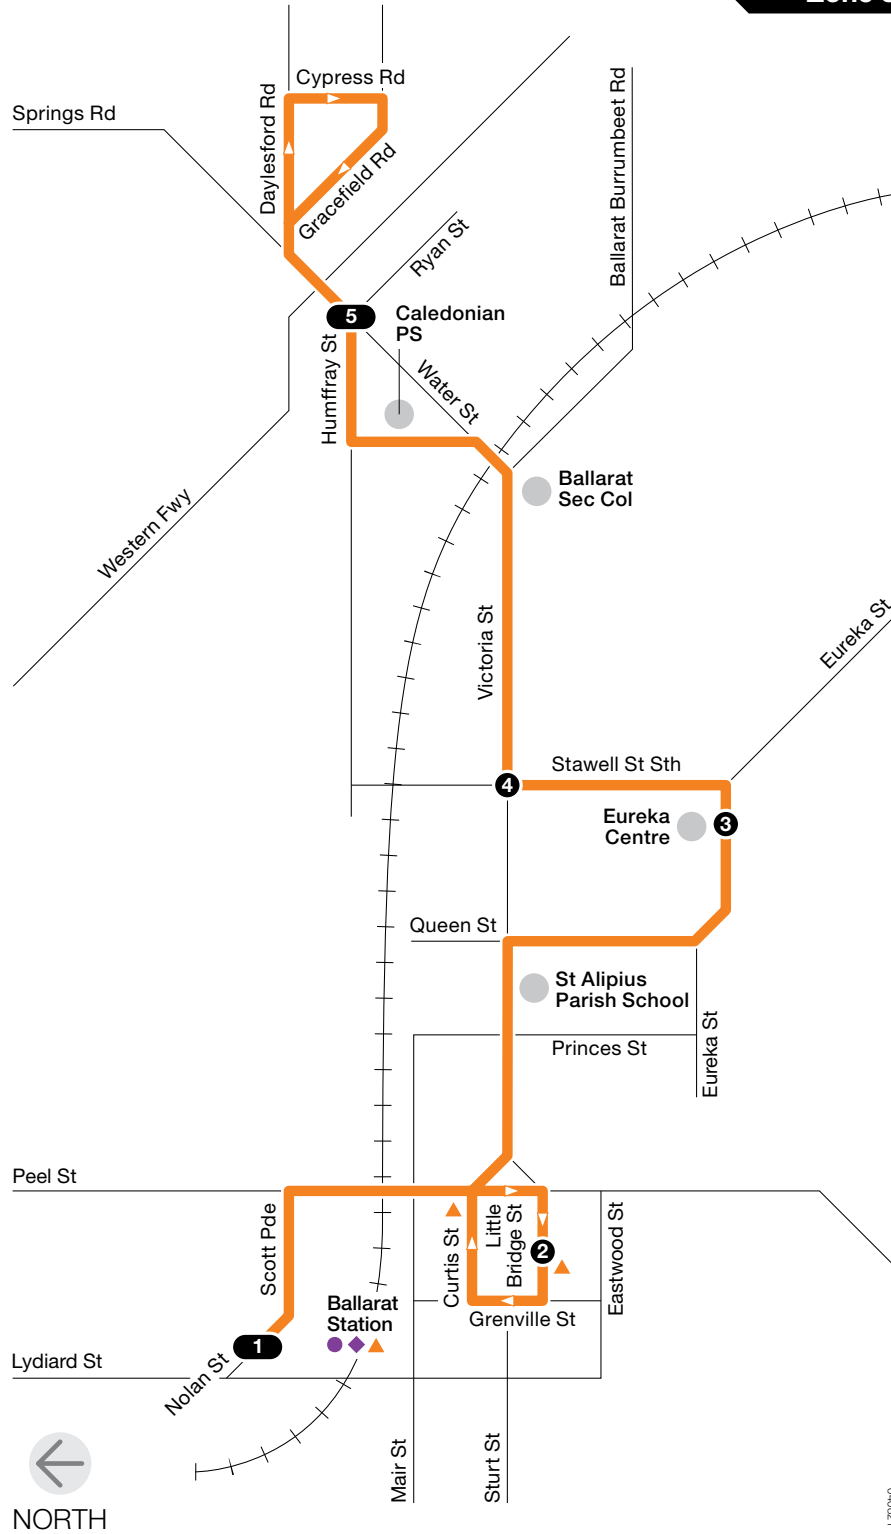 Cypress Rd
Springs Rd
Daylesford Rd
Gracefield Rd
Ryan St
Ballarat Burrumbeet Rd
5
Caledonian
PS
Humffray St
Water St
Ballarat
Sec Col
Western Fwy
Victoria St
Eureka St
Stawell St Sth
4
Eureka
Centre
3
Queen St
St Alipius
Parish School
Princes St
Eureka St
Peel St
Scott Pde
Curtis St
Little
Bridge St
2
Eastwood St
Ballarat
Station
Grenville St
1
Lydiard St
Nolan St
Mair St
Sturt St
NORTH